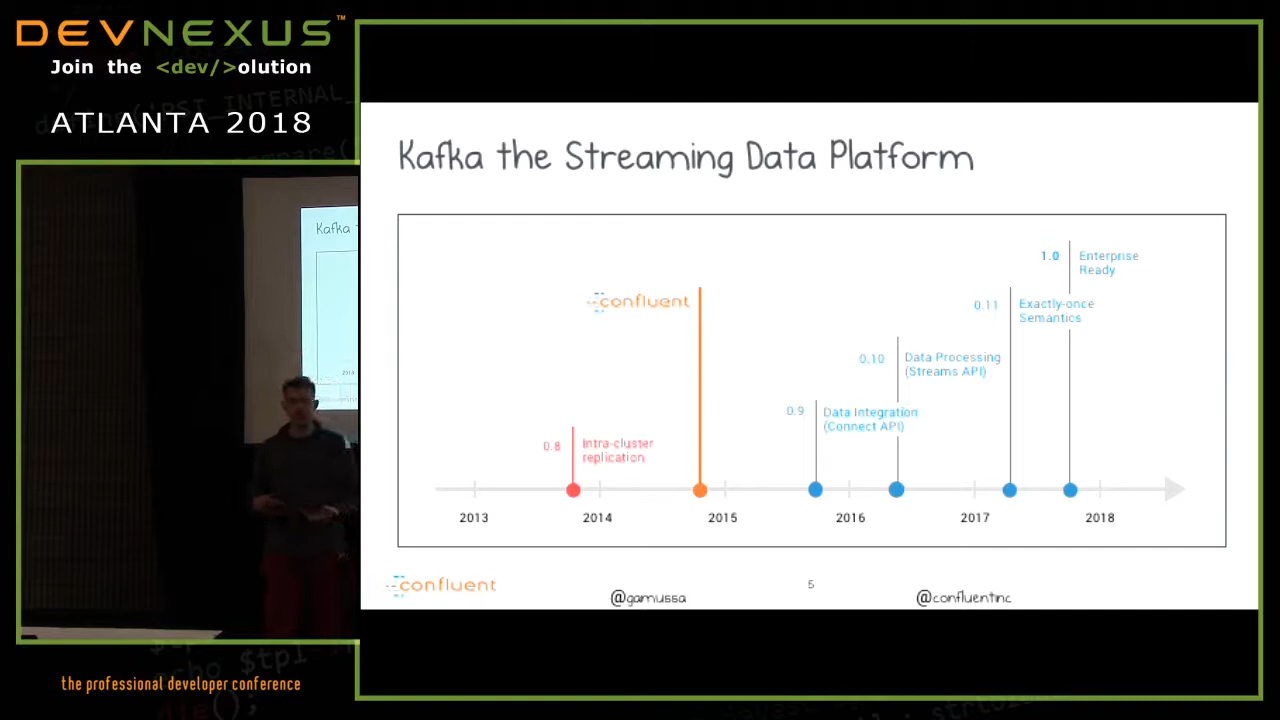 DEVNEXUS™
Join the <dev/>olution
ATLANTA 2018
Kafka the Streaming Data Platform
1.0 Enterprise
Ready
confluent
0.11 Exactly-once
Semantics
0.10 Data Processing
(Streams API)
0.9 Data Integration
(Connect API)
0.8 Intra-cluster
replication
2013 2014 2015 2016 2017 2018
confluent @gamussa 5 @confluentinc
Kafka
the professional developer conference